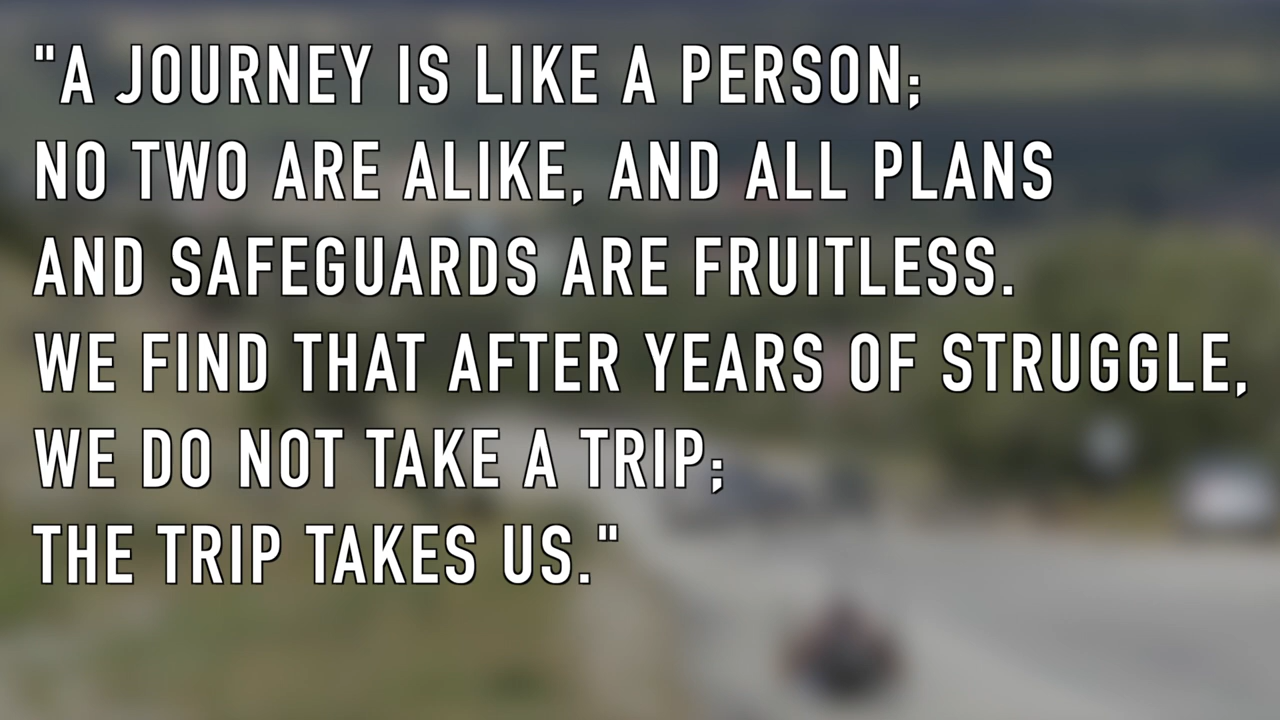 "A JOURNEY IS LIKE A PERSON;
NO TWO ARE ALIKE, AND ALL PLANS
AND SAFEGUARDS ARE FRUITLESS.
WE FIND THAT AFTER YEARS OF STRUGGLE,
WE DO NOT TAKE A TRIP;
THE TRIP TAKES US."